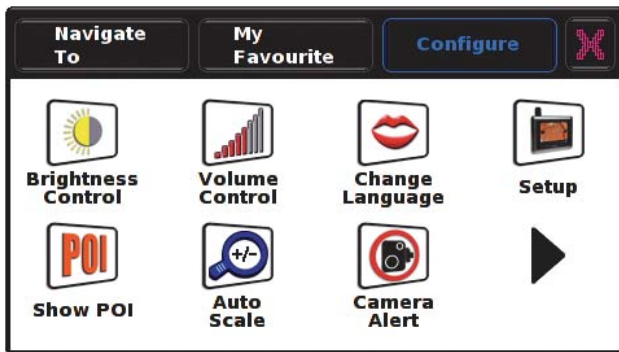 Navigate
To
My
Favourite
Configure
Brightness
Control
Volume
Control
Change
Language
Setup
POI
Show POI
+/-
Auto
Scale
Camera
Alert